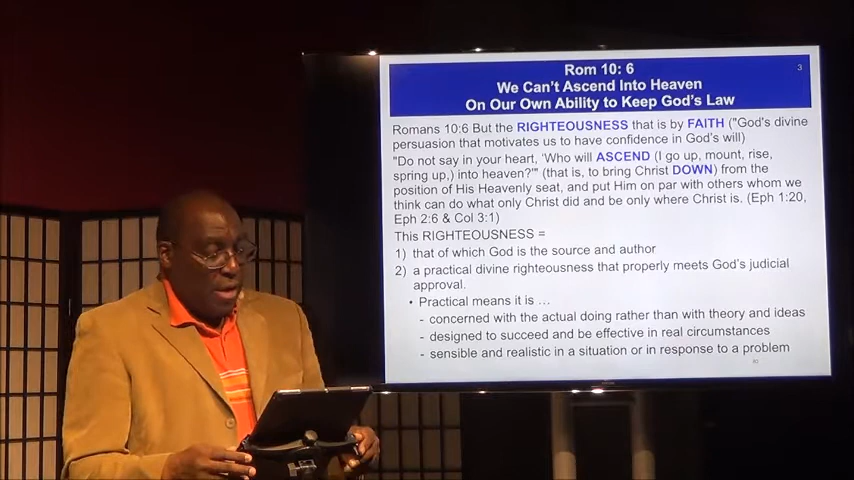 Rom 10: 6
3
We Can't Ascend Into Heaven
On Our Own Ability to Keep God's Law
Romans 10:6 But the RIGHTEOUSNESS that is by FAITH ("God's divine
persuasion that motivates us to have confidence in God's will)
"Do not say in your heart, 'Who will ASCEND (I go up, mount, rise,
spring up,) into heaven?'" (that is, to bring Christ DOWN) from the
position of His Heavenly seat, and put Him on par with others whom we
think can do what only Christ did and be only where Christ is. (Eph 1:20,
Eph 2:6 & Col 3:1)
This RIGHTEOUSNESS =
1) that of which God is the source and author
2) a practical divine righteousness that properly meets God's judicial
approval.
• Practical means it is ...
- concerned with the actual doing rather than with theory and ideas
- designed to succeed and be effective in real circumstances
- sensible and realistic in a situation or in response to a problem